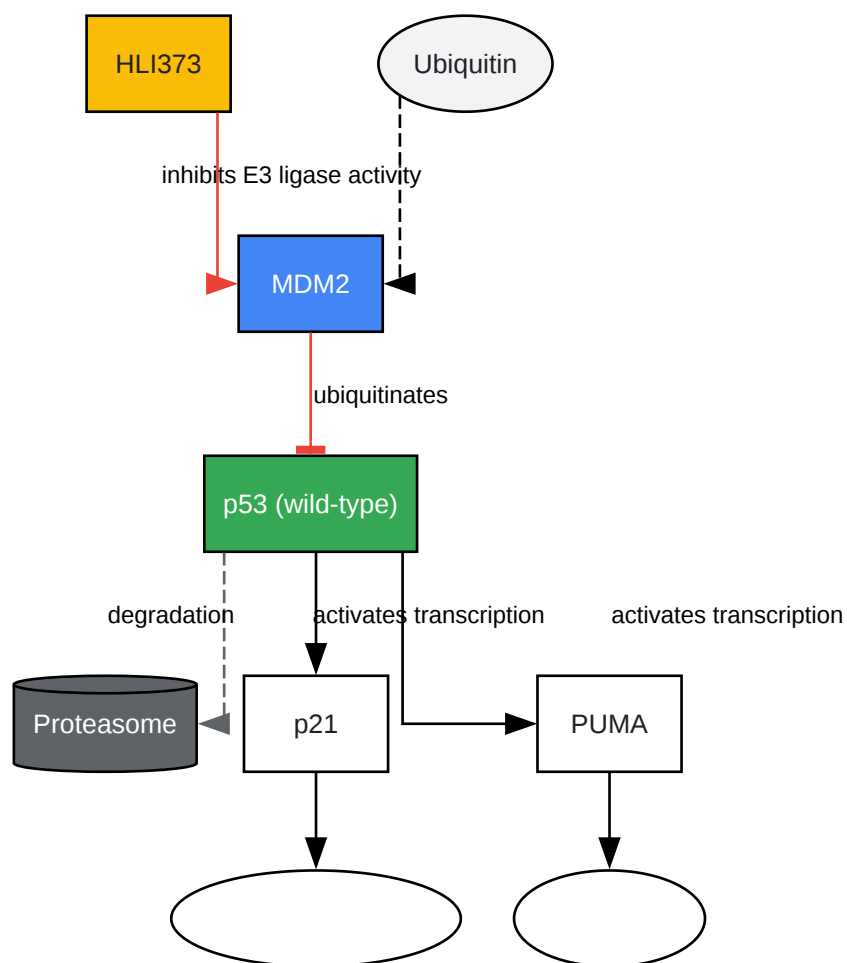 HLI373
Ubiquitin
inhibits E3 ligase activity
MDM2
ubiquitinates
p53 (wild-type)
degradation
activates transcription
activates transcription
Proteasome
p21
PUMA